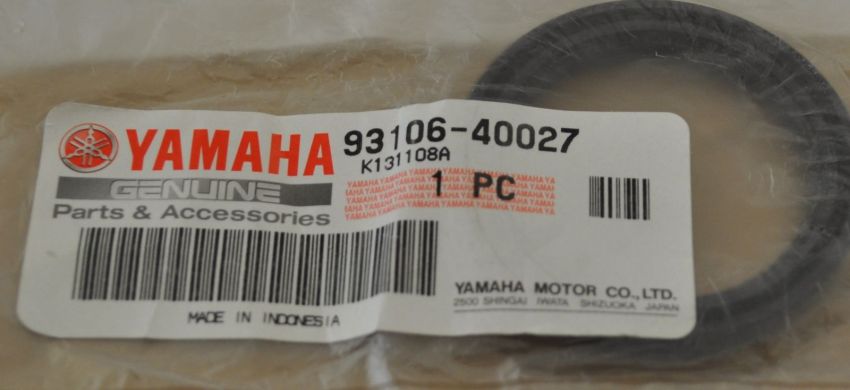 YAMAHA
93106-40027
K131108A
GENUINE
1 PC
Parts & Accessories
YAMAHA MOTOR CO., LTD.
2500 SHINGAI IWATA SHIZUOKA JAPAN
MADE IN INDONESIA